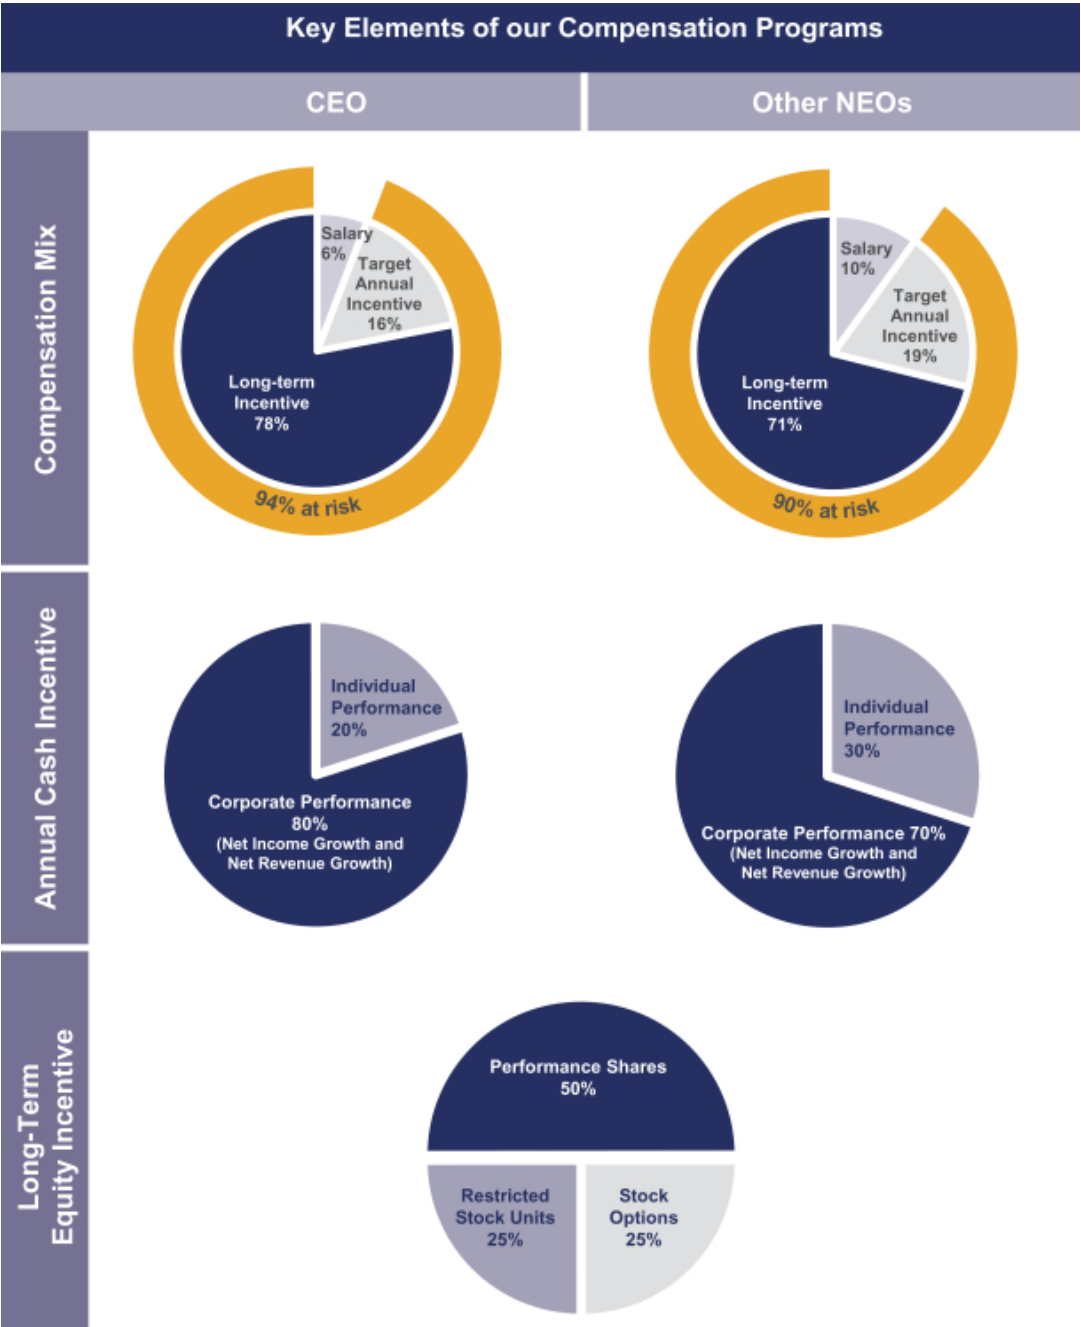 Key Elements of our Compensation Programs
CEO
Other NEOs
Compensation Mix
Salary
6%
Target
Annual
Incentive
16%
Long-term
Incentive
78%
94% at risk
Salary
10%
Target
Annual
Incentive
19%
Long-term
Incentive
71%
90% at risk
Annual Cash Incentive
Individual
Performance
20%
Corporate Performance
80%
(Net Income Growth and
Net Revenue Growth)
Individual
Performance
30%
Corporate Performance 70%
(Net Income Growth and
Net Revenue Growth)
Long-Term
Equity Incentive
Performance Shares
50%
Restricted
Stock Units
25%
Stock
Options
25%